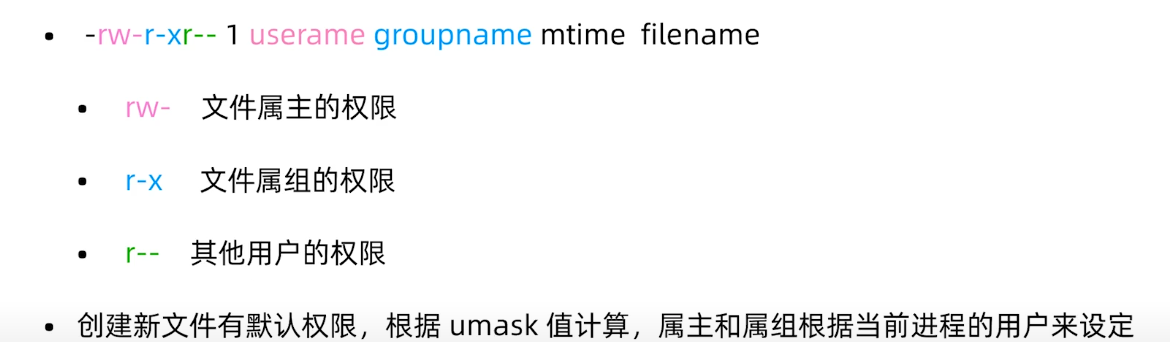 • -rw-r-xr-- 1 userame groupname mtime filename
• rw- 文件属主的权限
• r-x 文件属组的权限
• r-- 其他用户的权限
• 创建新文件有默认权限，根据 umask 值计算，属主和属组根据当前进程的用户来设定